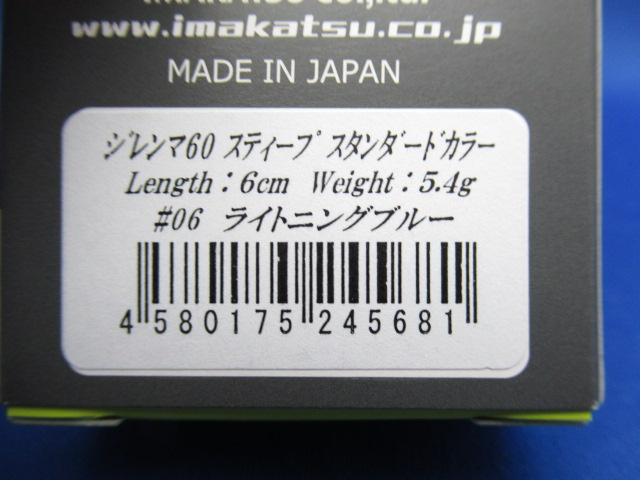 www.imakatsu.co.jp
MADE IN JAPAN
ジレンマ60 スティープ スタンダードカラー
Length：6cm Weight：5.4g
#06 ライトニングブルー
4 580175 245681